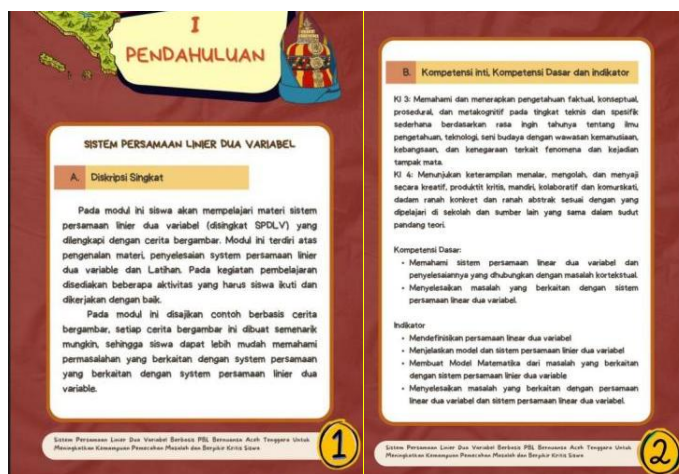 I
PENDAHULUAN
SISTEM PERSAMAAN LINIER DUA VARIABEL
A. Diskripsi Singkat
Pada modul ini siswa akan mempelajari materi sistem
persamaan linier dua variabel (disingkat SPDLV) yang
dilengkapi dengan cerita bergambar. Modul ini terdiri atas
pengenalan materi, penyelesaian system persamaan linier
dua variable dan Latihan. Pada kegiatan pembelajaran
disediakan beberapa aktivitas yang harus siswa ikuti dan
dikerjakan dengan baik.
Pada modul ini disajikan contoh berbasis cerita
bergambar, setiap cerita bergambar ini dibuat semenarik
mungkin, sehingga siswa dapat lebih mudah memahami
permasalahan yang berkaitan dengan system persamaan
yang berkaitan dengan system persamaan linier dua
variable.
Sistem Persamaan Linier Dua Variabel Berbasis PBL Bernuansa Aceh Tenggara Untuk
Meningkatkan Kemampuan Pemecahan Masalah dan Berpikir Kritis Siswa
1
B. Kompetensi Inti, Kompetensi Dasar dan indikator
KI 3: Memahami dan menerapkan pengetahuan faktual, konseptual,
prosedural, dan metakognitif pada tingkat teknis dan spesifik
sederhana berdasarkan rasa ingin tahunya tentang ilmu
pengetahuan, teknologi, seni budaya dengan wawasan kemanusiaan,
kebangsaan, dan kenegaraan terkait fenomena dan kejadian
tampak mata.
KI 4: Menunjukan keterampilan menalar, mengolah, dan menyaji
secara kreatif, produktit kritis, mandiri, kolaboratif dan komurskati,
dadam ranah konkret dan ranah abstrak sesuai dengan yang
dipelajari di sekolah dan sumber lain yang sama dalam sudut
pandang teori.
Kompetensi Dasar:
• Memahami sistem persamaan linear dua variabel dan
penyelesaiannya yang dhubungkan dengan masalah kortekstual.
• Menyelesaikan masalah yang berkaitan dengan sistem
persamaan linear dua variabel.
Indikator
• Mendefinisikan persamaan linear dua variabel
• Menjelaskan model dan sistem persamaan linier dua variabel
• Membuat Model Matematika dari masalah yang berkaitan
dengan sistem persamaan linier dua variable
• Menyelesaikan masalah yang berkaitan dengan persamaan
linear dua variabel dan sistem persamaan linear dua variabel.
Sistem Persamaan Linier Dua Variabel Berbasis PBL Bernuansa Aceh Tenggara Untuk
Meningkatkan Kemampuan Pemecahan Masalah dan Berpikir Kritis Siswa
2